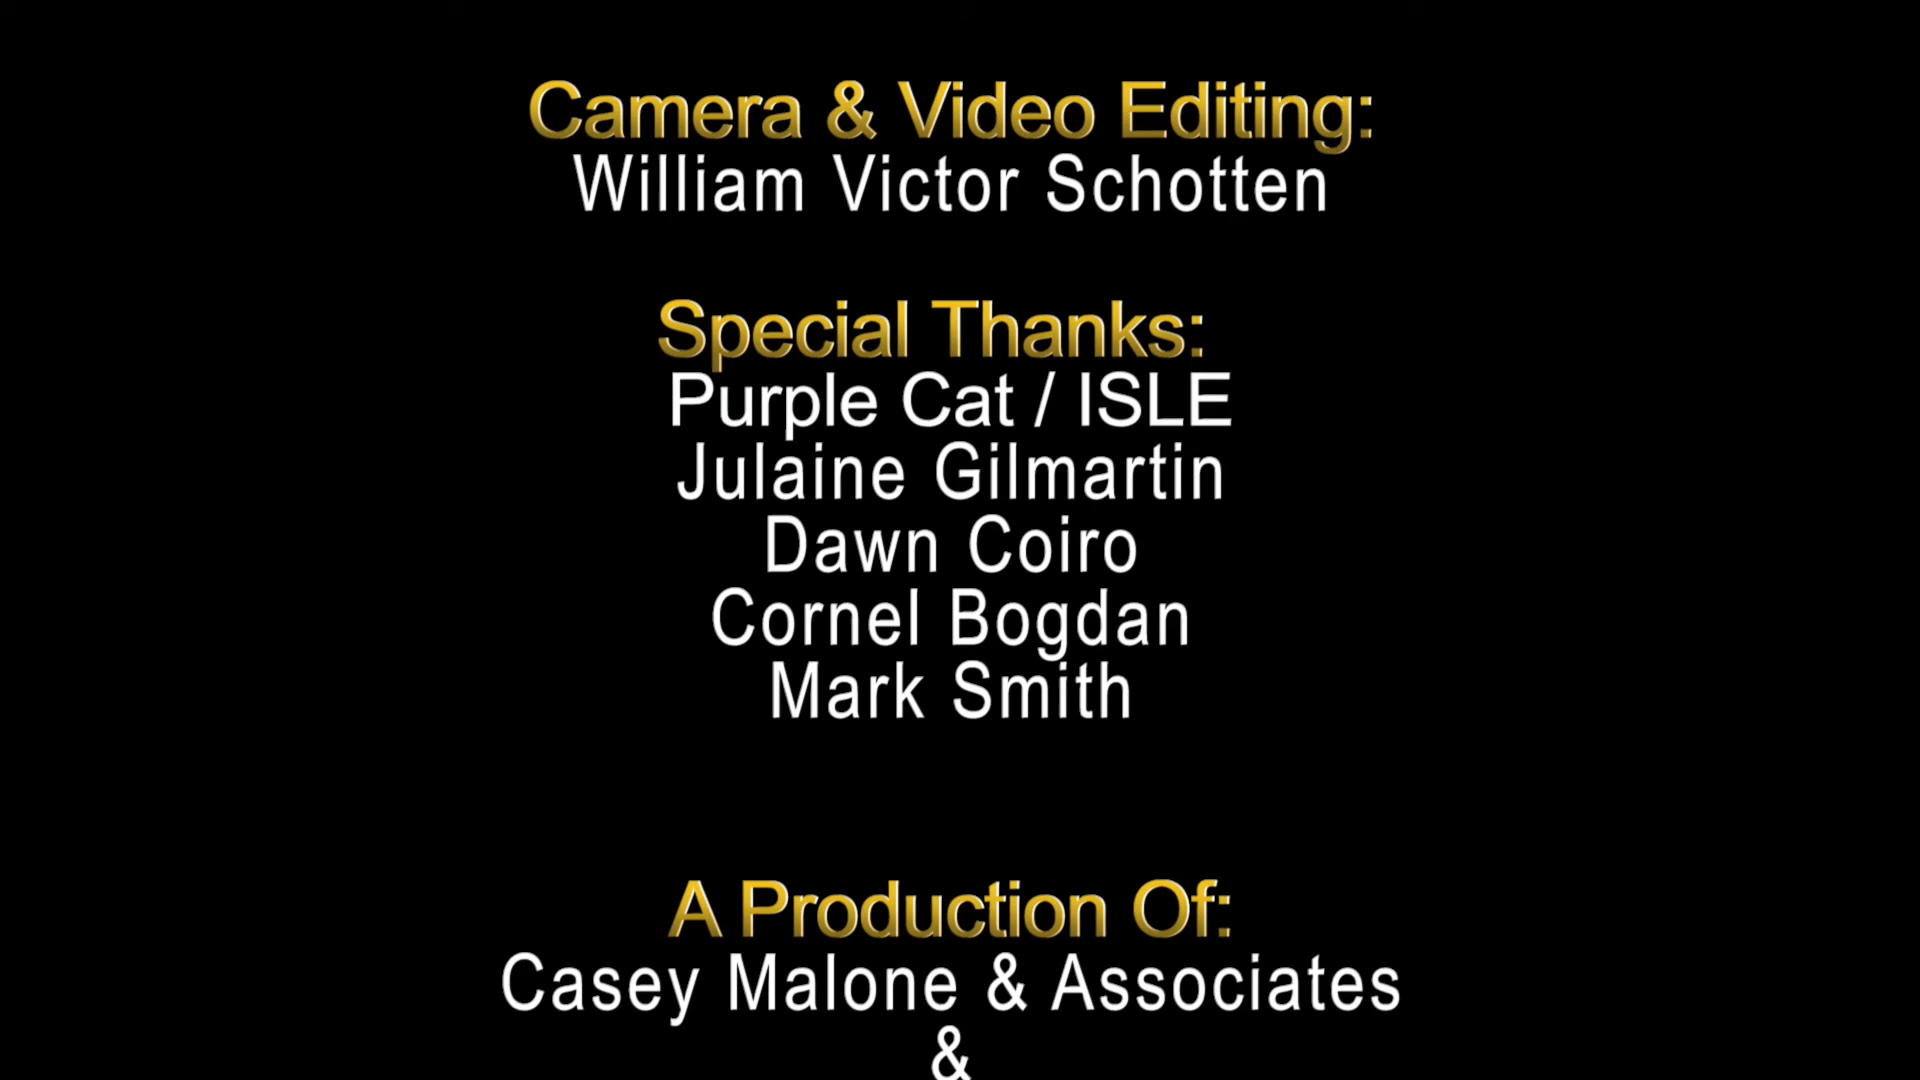 Camera & Video Editing:
William Victor Schotten
Special Thanks:
Purple Cat / ISLE
Julaine Gilmartin
Dawn Coiro
Cornel Bogdan
Mark Smith
A Production Of:
Casey Malone & Associates
&